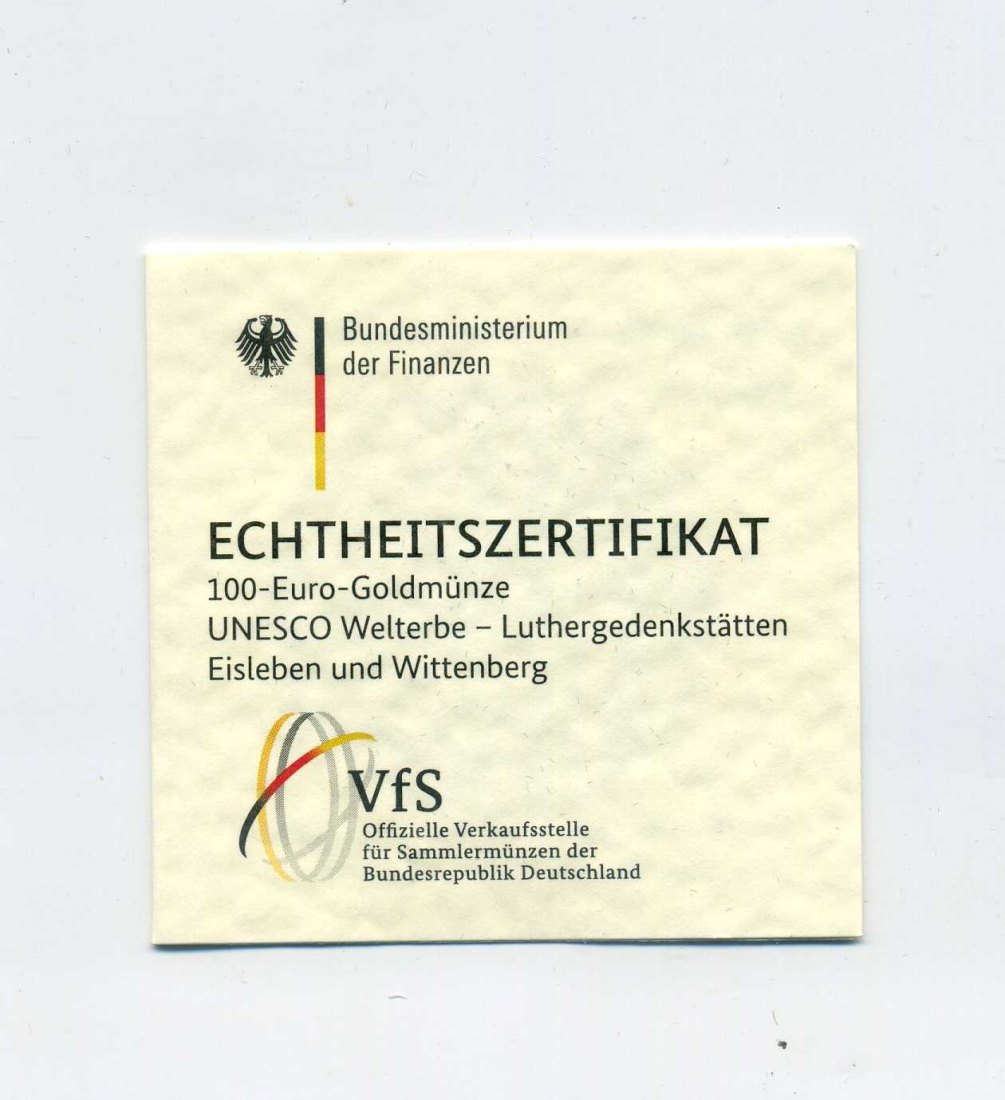 Bundesministerium
der Finanzen
ECHTHEITSZERTIFIKAT
100-Euro-Goldmünze
UNESCO Welterbe – Luthergedenkstätten
Eisleben und Wittenberg
VfS
Offizielle Verkaufsstelle
für Sammlermünzen der
Bundesrepublik Deutschland